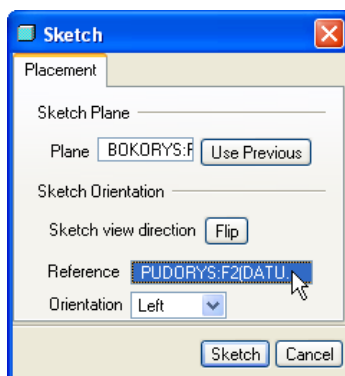 Sketch
Placement
Sketch Plane
Plane BOKORYS:F Use Previous
Sketch Orientation
Sketch view direction Flip
Reference PUDORYS:F2(DATU.
Orientation Left
Sketch Cancel